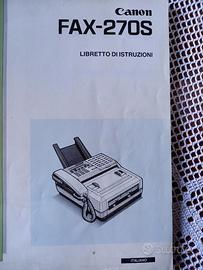 Canon
FAX-270S
LIBRETTO DI ISTRUZIONI
ITALIANO